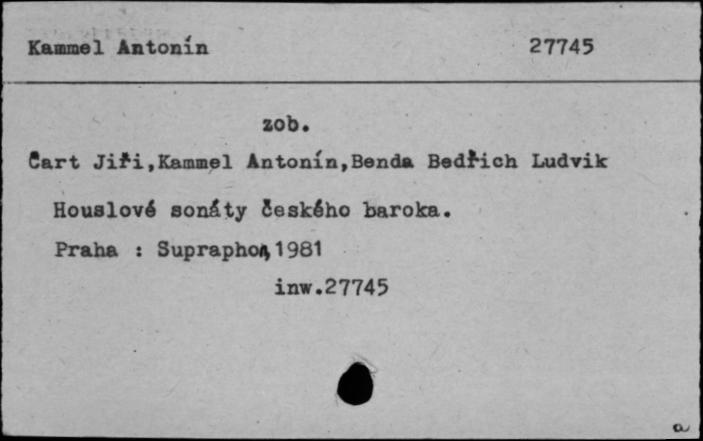 Kammel Antonín 27745
zob.
Čart Jiři,Kammel Antonín,Benda Bedřich Ludvik
Houslové sonáty českého baroka.
Praha : Supraphon,1981
inw.27745
a